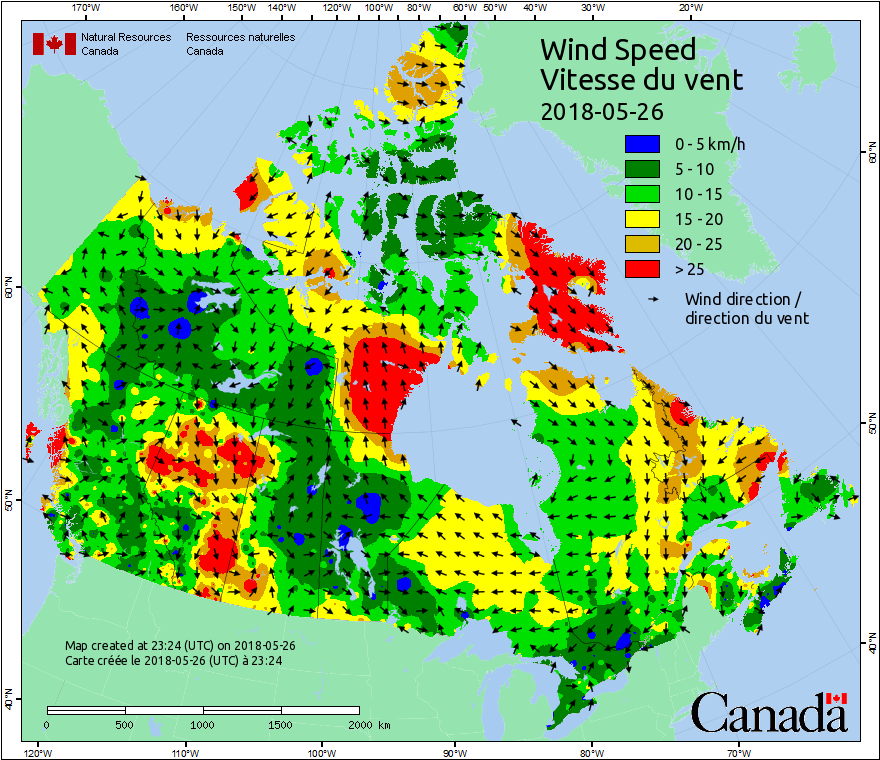 170°W 160°W 150°W 140°W 130°W 120°W 110°W 100°W 90°W 80°W 70°W 60°W 50°W 40°W 30°W 20°W
Natural Resources Ressources naturelles
Canada Canada
Wind Speed
Vitesse du vent
2018-05-26
0 - 5 km/h
5 - 10
10 - 15
15 - 20
20 - 25
> 25
Wind direction /
direction du vent
60°N 60°N
50°N 50°N
40°N 40°N
Map created at 23:24 (UTC) on 2018-05-26
Carte créée le 2018-05-26 (UTC) à 23:24
0 500 1000 1500 2000 km
Canada
120°W 110°W 100°W 90°W 80°W 70°W